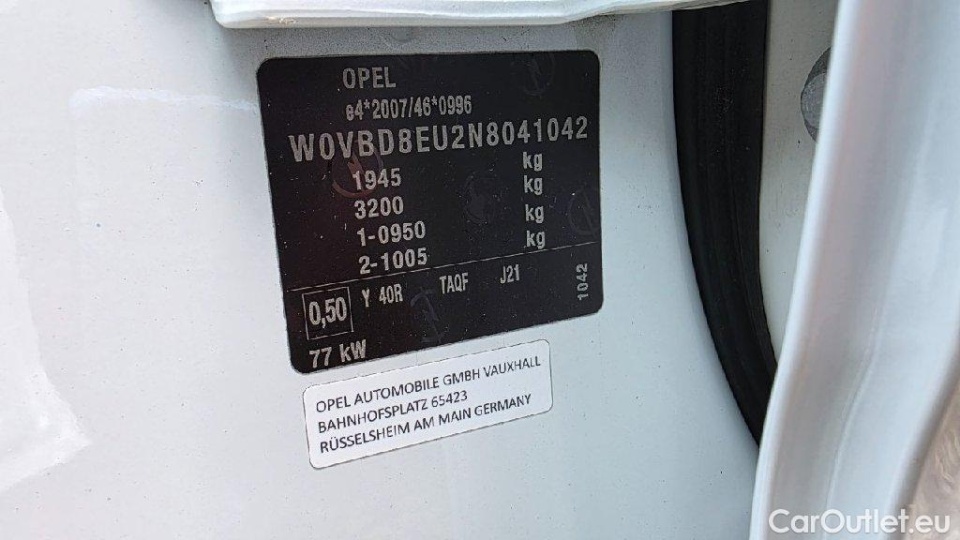 OPEL
e4*2007/46*0996
W0VBD8EU2N8041042
1945 kg
3200 kg
1-0950 kg
2-1005 kg
0,50 Y 40R TAQF J21 1042
77 kW
OPEL AUTOMOBILE GMBH VAUXHALL
BAHNHOFSPLATZ 65423
RÜSSELSHEIM AM MAIN GERMANY
CarOutlet.eu